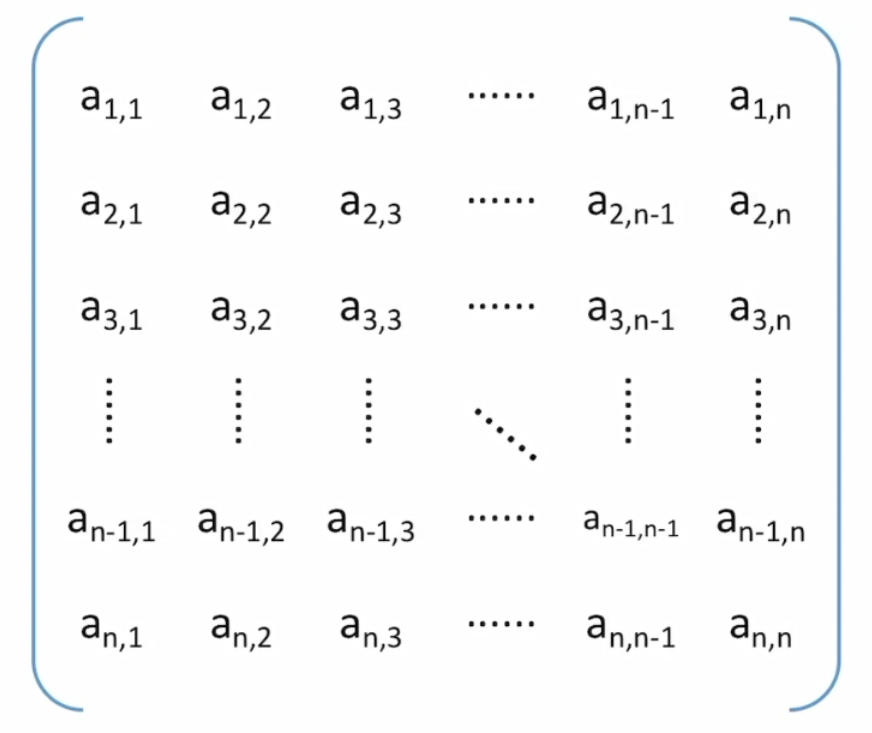 a1,1 a1,2 a1,3 ...... a1,n-1 a1,n
a2,1 a2,2 a2,3 ...... a2,n-1 a2,n
a3,1 a3,2 a3,3 ...... a3,n-1 a3,n
an-1,1 an-1,2 an-1,3 ...... an-1,n-1 an-1,n
an,1 an,2 an,3 ...... an,n-1 an,n